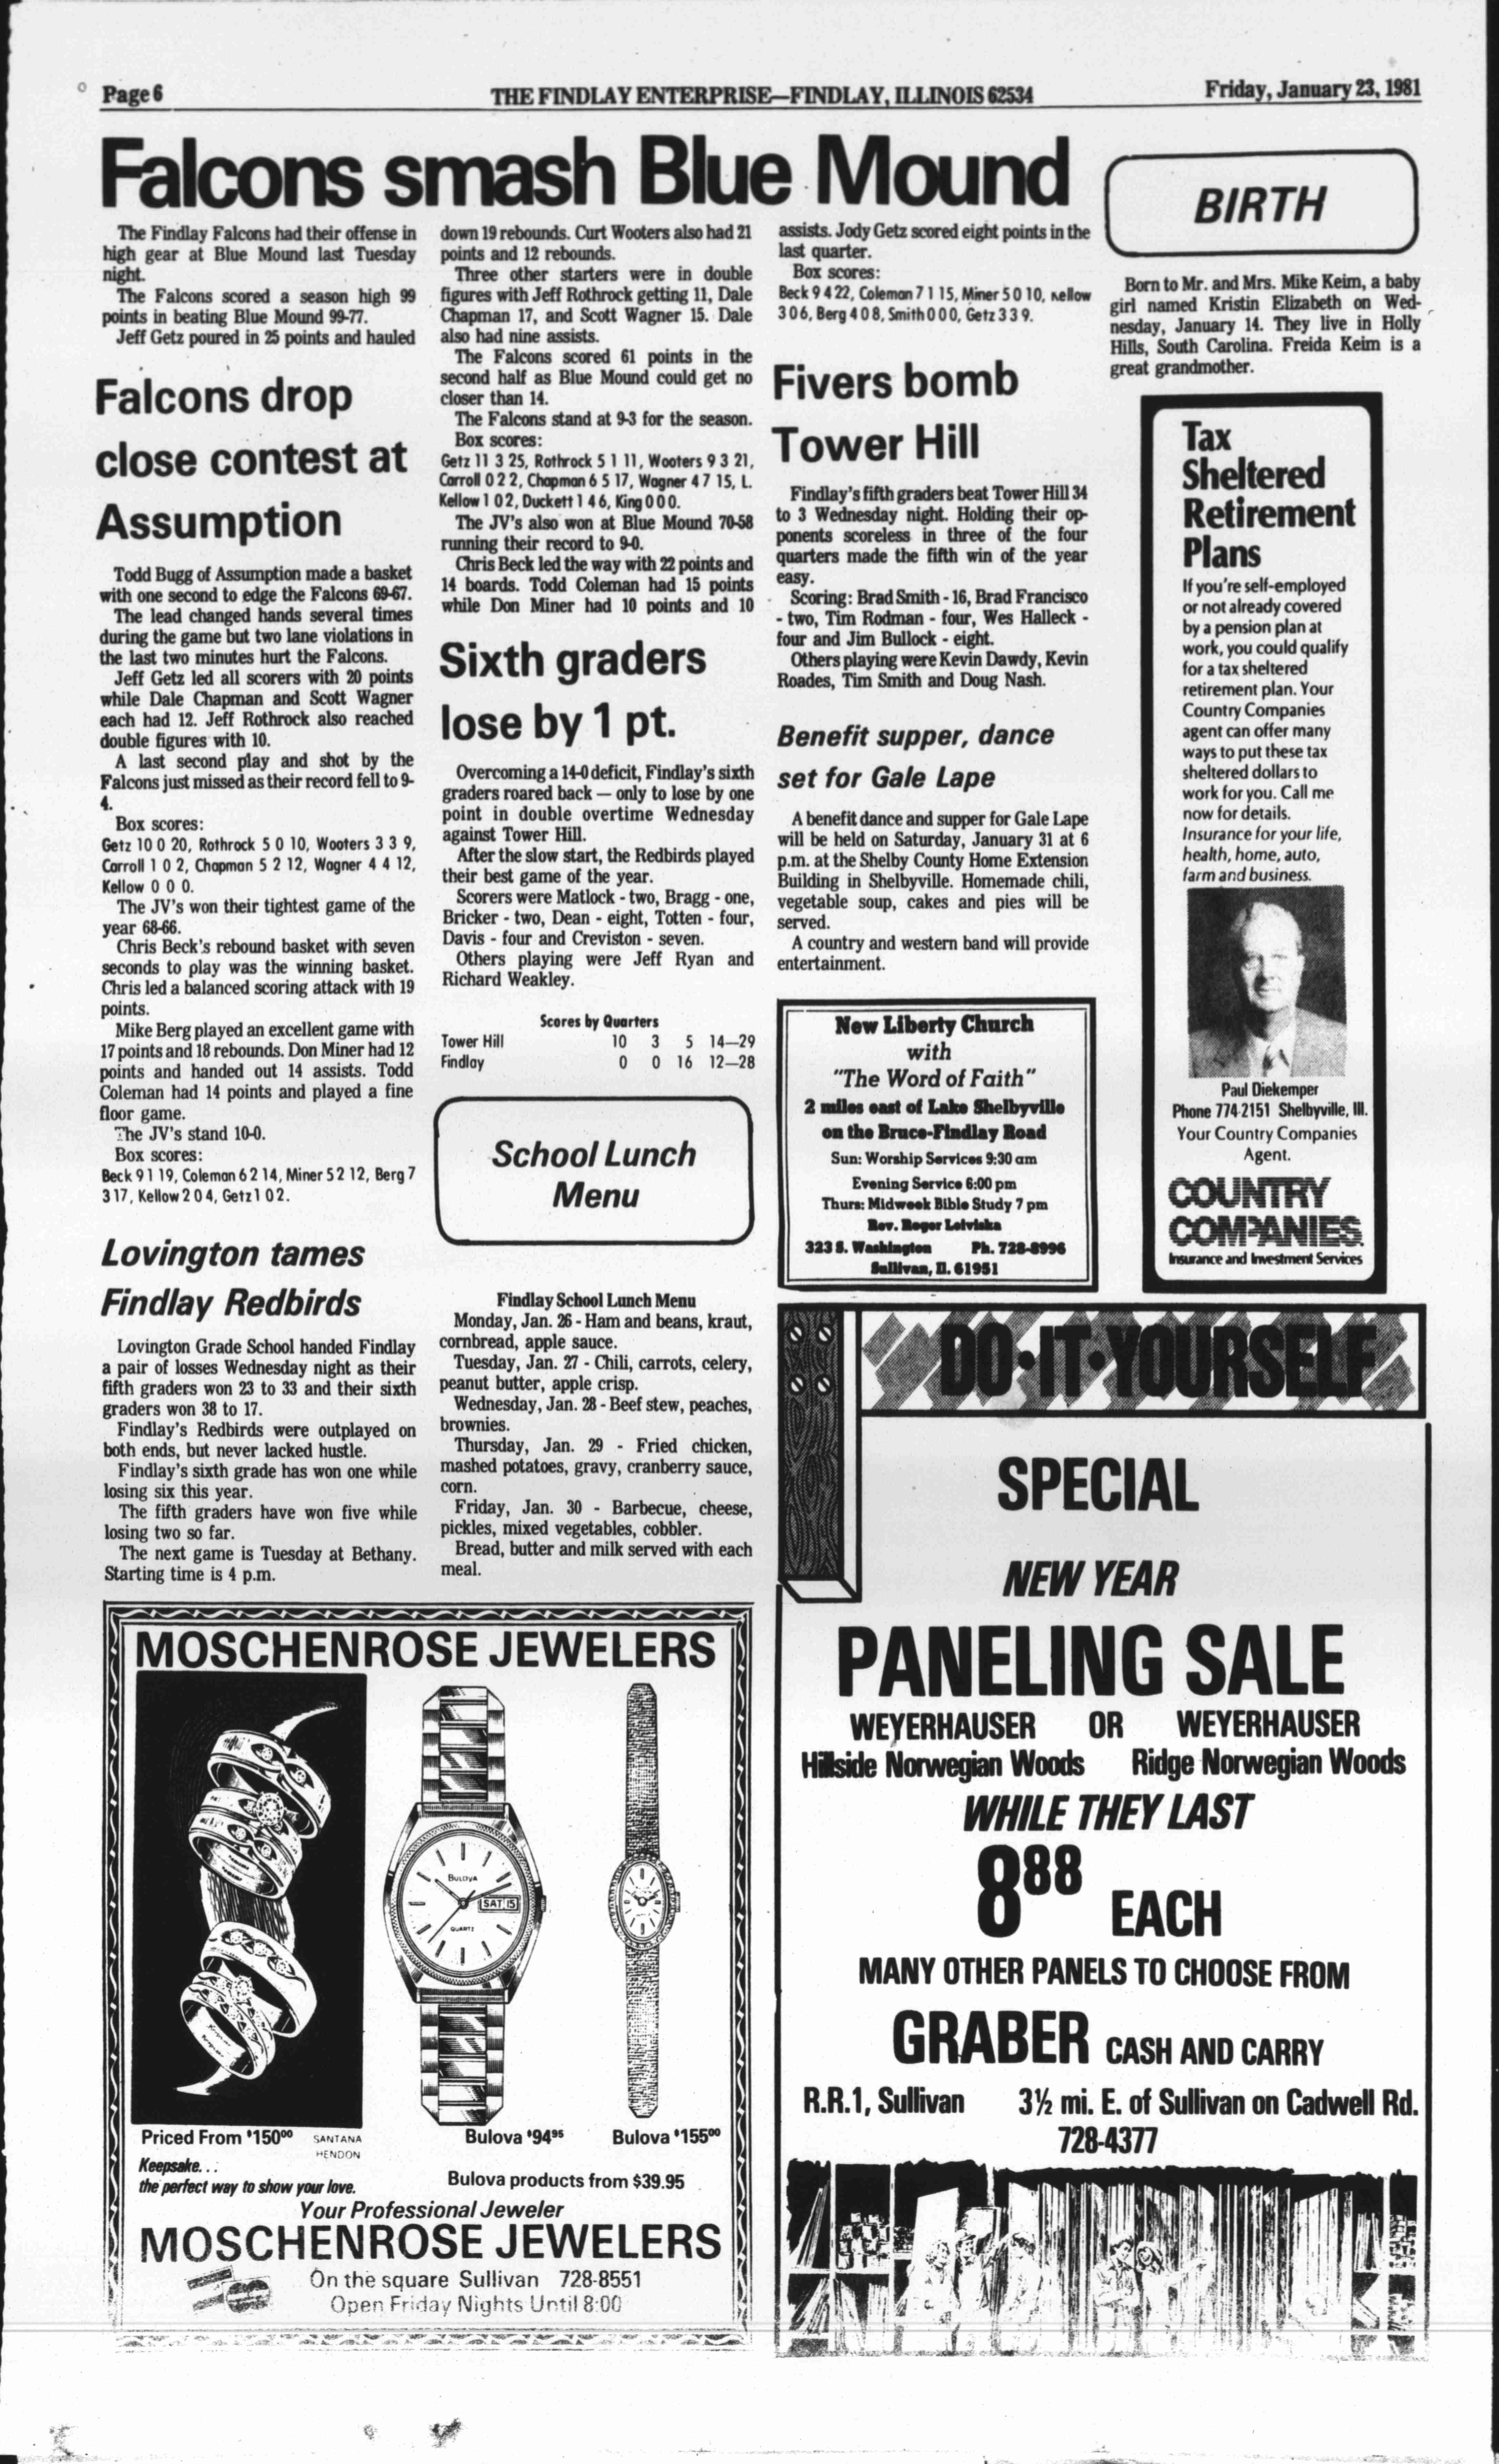 Page 6
THE FINDLAY ENTERPRISE—FINDLAY, ILLINOIS 62534
Friday, January 23, 1981
Falcons smash Blue Mound
The Findlay Falcons had their offense in
high gear at Blue Mound last Tuesday
night.
The Falcons scored a season high 99
points in beating Blue Mound 99-77.
Jeff Getz poured in 25 points and hauled
down 19 rebounds. Curt Wooters also had 21
points and 12 rebounds.
Three other starters were in double
figures with Jeff Rothrock getting 11, Dale
Chapman 17, and Scott Wagner 15. Dale
also had nine assists.
The Falcons scored 61 points in the
second half as Blue Mound could get no
closer than 14.
The Falcons stand at 9-3 for the season.
Box scores:
Getz 11 3 25, Rothrock 5 1 11, Wooters 9 3 21,
Carroll 0 2 2, Chapman 6 5 17, Wagner 4 7 15, L.
Kellow 1 0 2, Duckett 1 4 6, King 0 0 0.
The JV's also won at Blue Mound 70-58
running their record to 9-0.
Chris Beck led the way with 22 points and
14 boards. Todd Coleman had 15 points
while Don Miner had 10 points and 10
assists. Jody Getz scored eight points in the
last quarter.
Box scores:
Beck 9 4 22, Coleman 7 1 15, Miner 5 0 10, Kellow
3 0 6, Berg 4 0 8, Smith 0 0 0, Getz 3 3 9.
Falcons drop
close contest at
Assumption
Todd Bugg of Assumption made a basket
with one second to edge the Falcons 69-67.
The lead changed hands several times
during the game but two lane violations in
the last two minutes hurt the Falcons.
Jeff Getz led all scorers with 20 points
while Dale Chapman and Scott Wagner
each had 12. Jeff Rothrock also reached
double figures with 10.
A last second play and shot by the
Falcons just missed as their record fell to 9-
4.
Box scores:
Getz 10 0 20, Rothrock 5 0 10, Wooters 3 3 9,
Carroll 1 0 2, Chapman 5 2 12, Wagner 4 4 12,
Kellow 0 0 0.
The JV's won their tightest game of the
year 68-66.
Chris Beck's rebound basket with seven
seconds to play was the winning basket.
Chris led a balanced scoring attack with 19
points.
Mike Berg played an excellent game with
17 points and 18 rebounds. Don Miner had 12
points and handed out 14 assists. Todd
Coleman had 14 points and played a fine
floor game.
The JV's stand 10-0.
Box scores:
Beck 9 1 19, Coleman 6 2 14, Miner 5 2 12, Berg 7
3 17, Kellow 2 0 4, Getz 1 0 2.
Lovington tames
Findlay Redbirds
Lovington Grade School handed Findlay
a pair of losses Wednesday night as their
fifth graders won 23 to 33 and their sixth
graders won 38 to 17.
Findlay's Redbirds were outplayed on
both ends, but never lacked hustle.
Findlay's sixth grade has won one while
losing six this year.
The fifth graders have won five while
losing two so far.
The next game is Tuesday at Bethany.
Starting time is 4 p.m.
Sixth graders
lose by 1 pt.
Overcoming a 14-0 deficit, Findlay's sixth
graders roared back — only to lose by one
point in double overtime Wednesday
against Tower Hill.
After the slow start, the Redbirds played
their best game of the year.
Scorers were Matlock - two, Bragg - one,
Bricker - two, Dean - eight, Totten - four,
Davis - four and Creviston - seven.
Others playing were Jeff Ryan and
Richard Weakley.
Scores by Quarters
Tower Hill 10 3 5 14—29
Findlay 0 0 16 12—28
School Lunch
Menu
Findlay School Lunch Menu
Monday, Jan. 26 - Ham and beans, kraut,
cornbread, apple sauce.
Tuesday, Jan. 27 - Chili, carrots, celery,
peanut butter, apple crisp.
Wednesday, Jan. 28 - Beef stew, peaches,
brownies.
Thursday, Jan. 29 - Fried chicken,
mashed potatoes, gravy, cranberry sauce,
corn.
Friday, Jan. 30 - Barbecue, cheese,
pickles, mixed vegetables, cobbler.
Bread, butter and milk served with each
meal.
Fivers bomb
Tower Hill
Findlay's fifth graders beat Tower Hill 34
to 3 Wednesday night. Holding their op-
ponents scoreless in three of the four
quarters made the fifth win of the year
easy.
Scoring: Brad Smith - 16, Brad Francisco
- two, Tim Rodman - four, Wes Halleck -
four and Jim Bullock - eight.
Others playing were Kevin Dawdy, Kevin
Roades, Tim Smith and Doug Nash.
Benefit supper, dance
set for Gale Lape
A benefit dance and supper for Gale Lape
will be held on Saturday, January 31 at 6
p.m. at the Shelby County Home Extension
Building in Shelbyville. Homemade chili,
vegetable soup, cakes and pies will be
served.
A country and western band will provide
entertainment.
New Liberty Church
with
"The Word of Faith"
2 miles east of Lake Shelbyville
on the Bruce-Findlay Road
Sun: Worship Services 9:30 am
Evening Service 6:00 pm
Thurs: Midweek Bible Study 7 pm
Rev. Roger Leiviska
323 S. Washington Ph. 728-8996
Sullivan, Il. 61951
BIRTH
Born to Mr. and Mrs. Mike Keim, a baby
girl named Kristin Elizabeth on Wed-
nesday, January 14. They live in Holly
Hills, South Carolina. Freida Keim is a
great grandmother.
Tax
Sheltered
Retirement
Plans
If you're self-employed
or not already covered
by a pension plan at
work, you could qualify
for a tax sheltered
retirement plan. Your
Country Companies
agent can offer many
ways to put these tax
sheltered dollars to
work for you. Call me
now for details.
Insurance for your life,
health, home, auto,
farm and business.
Paul Diekemper
Phone 774-2151 Shelbyville, Ill.
Your Country Companies
Agent.
COUNTRY
COMPANIES
Insurance and Investment Services
MOSCHENROSE JEWELERS
BULOVA
SAT 15
QUARTZ
Priced From $150⁰⁰
SANTANA
HENDON
Bulova $94⁹⁵
Bulova $155⁰⁰
Keepsake...
the perfect way to show your love.
Bulova products from $39.95
Your Professional Jeweler
MOSCHENROSE JEWELERS
On the square Sullivan 728-8551
Open Friday Nights Until 8:00
DO•IT•YOURSELF
SPECIAL
NEW YEAR
PANELING SALE
WEYERHAUSER OR WEYERHAUSER
Hillside Norwegian Woods Ridge Norwegian Woods
WHILE THEY LAST
8⁸⁸ EACH
MANY OTHER PANELS TO CHOOSE FROM
GRABER CASH AND CARRY
R.R.1, Sullivan 3½ mi. E. of Sullivan on Cadwell Rd.
728-4377